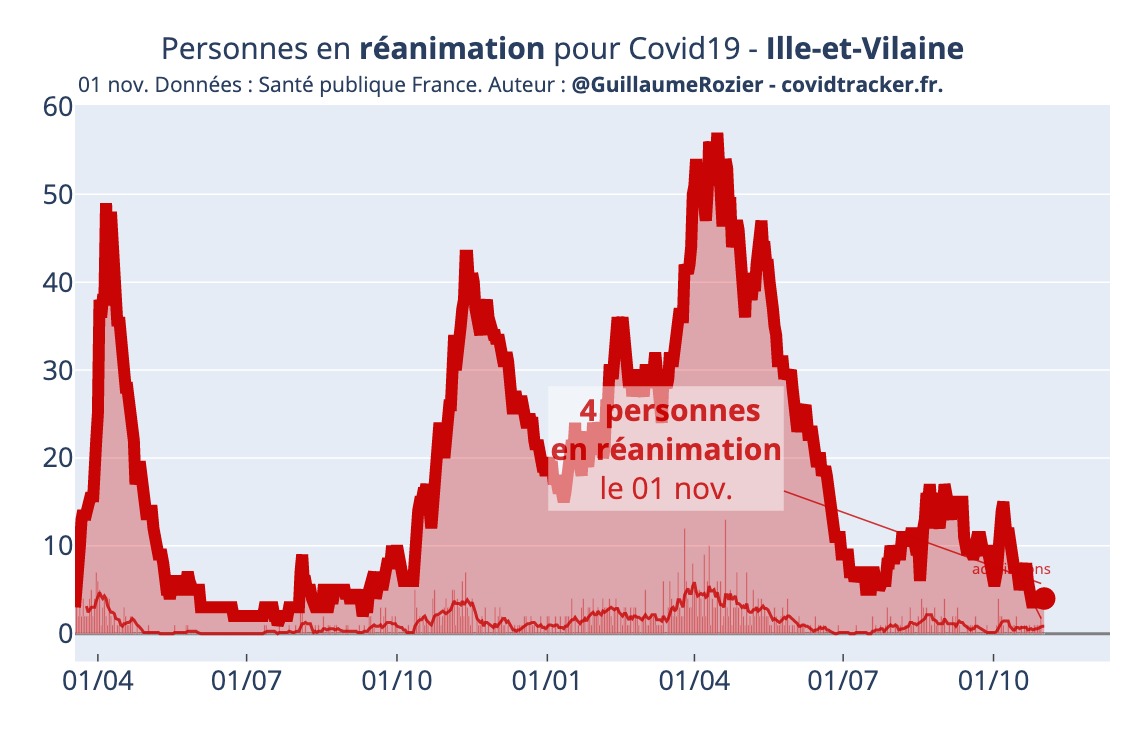 Personnes en réanimation pour Covid19 - Ille-et-Vilaine
01 nov. Données : Santé publique France. Auteur : @GuillaumeRozier - covidtracker.fr.
60
50
40
30
20
10
0
4 personnes
en réanimation
le 01 nov.
01/04
01/07
01/10
01/01
01/04
01/07
01/10